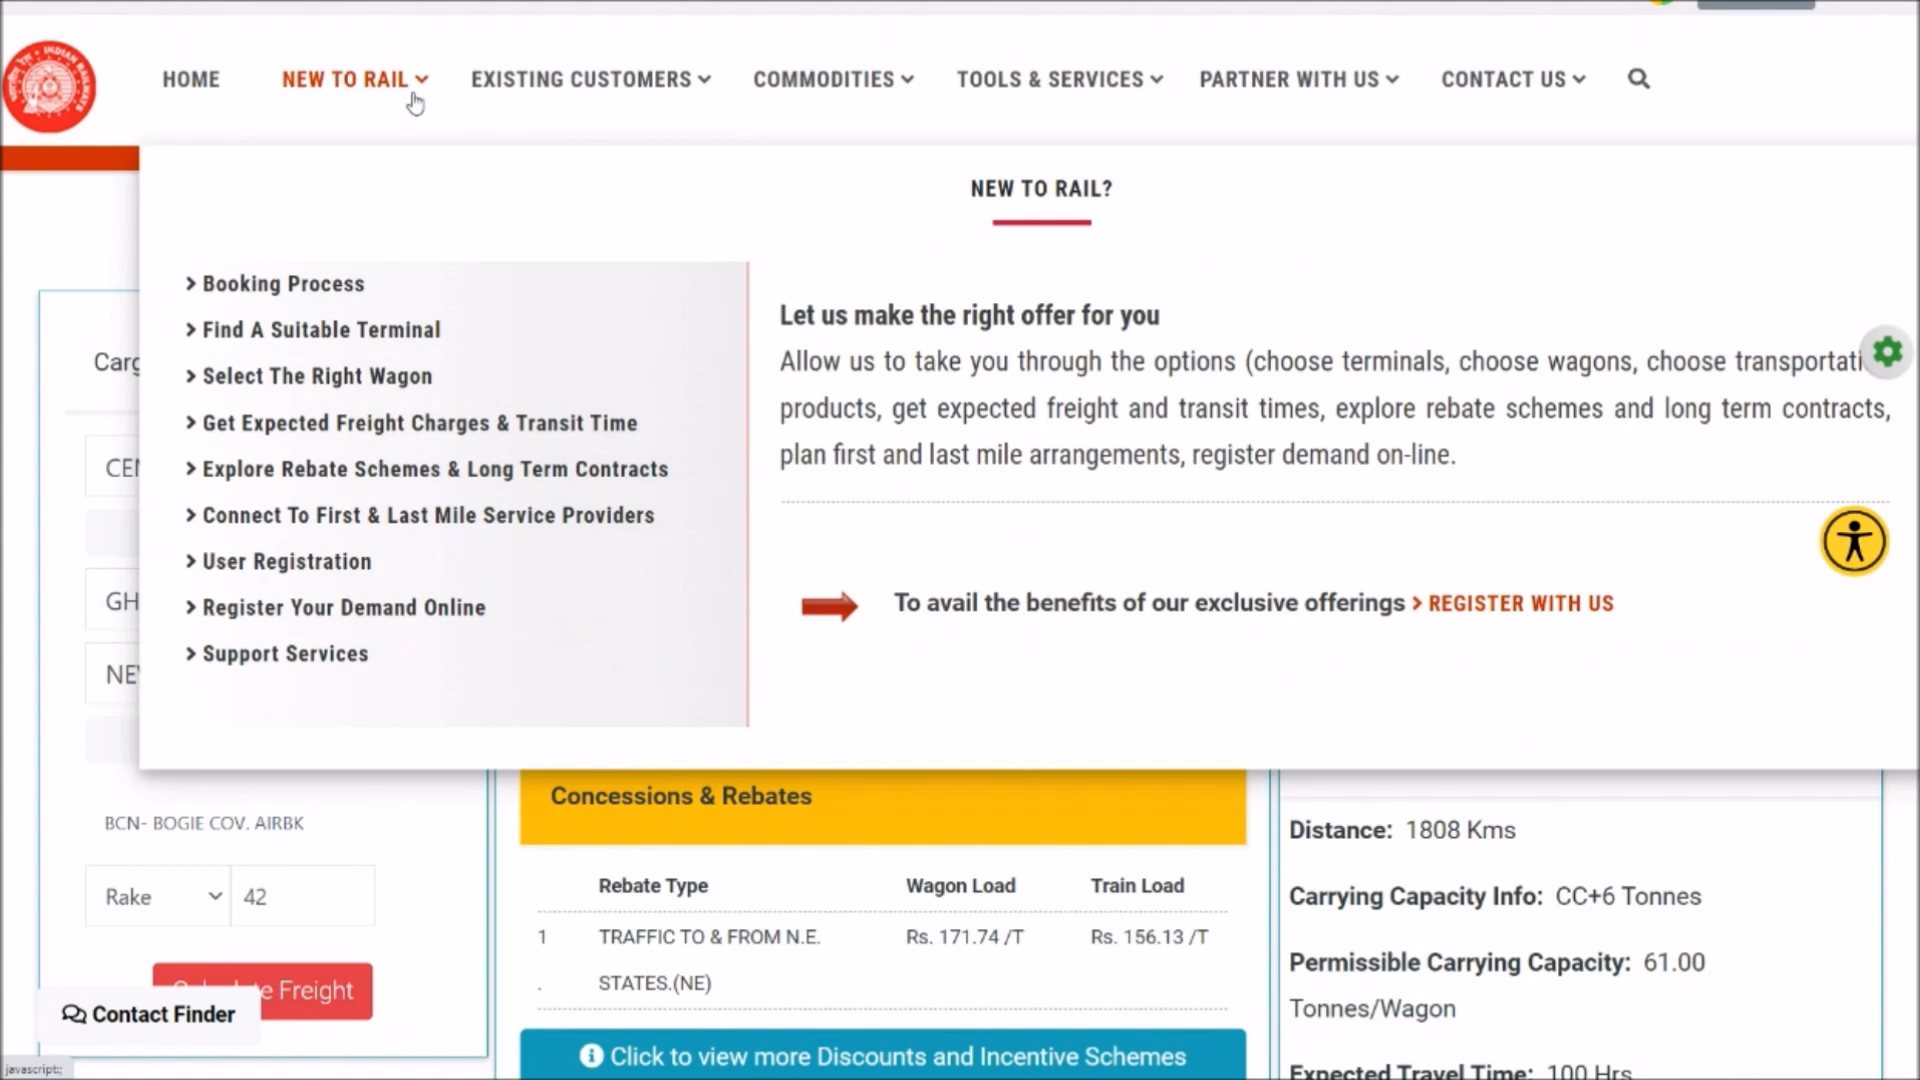 INDIAN RAILWAYS
HOME
NEW TO RAIL
EXISTING CUSTOMERS
COMMODITIES
TOOLS & SERVICES
PARTNER WITH US
CONTACT US
NEW TO RAIL?
Booking Process
Find A Suitable Terminal
Select The Right Wagon
Get Expected Freight Charges & Transit Time
Explore Rebate Schemes & Long Term Contracts
Connect To First & Last Mile Service Providers
User Registration
Register Your Demand Online
Support Services
Let us make the right offer for you
Allow us to take you through the options (choose terminals, choose wagons, choose transportati
products, get expected freight and transit times, explore rebate schemes and long term contracts,
plan first and last mile arrangements, register demand on-line.
To avail the benefits of our exclusive offerings > REGISTER WITH US
Carg
CEN
GH
NE
BCN- BOGIE COV. AIRBK
Rake 42
Freight
Contact Finder
Concessions & Rebates
Rebate Type Wagon Load Train Load
1 TRAFFIC TO & FROM N.E. Rs. 171.74 /T Rs. 156.13 /T
. STATES.(NE)
Click to view more Discounts and Incentive Schemes
Distance: 1808 Kms
Carrying Capacity Info: CC+6 Tonnes
Permissible Carrying Capacity: 61.00
Tonnes/Wagon
Expected Travel Time: 100 Hrs
javascript:;